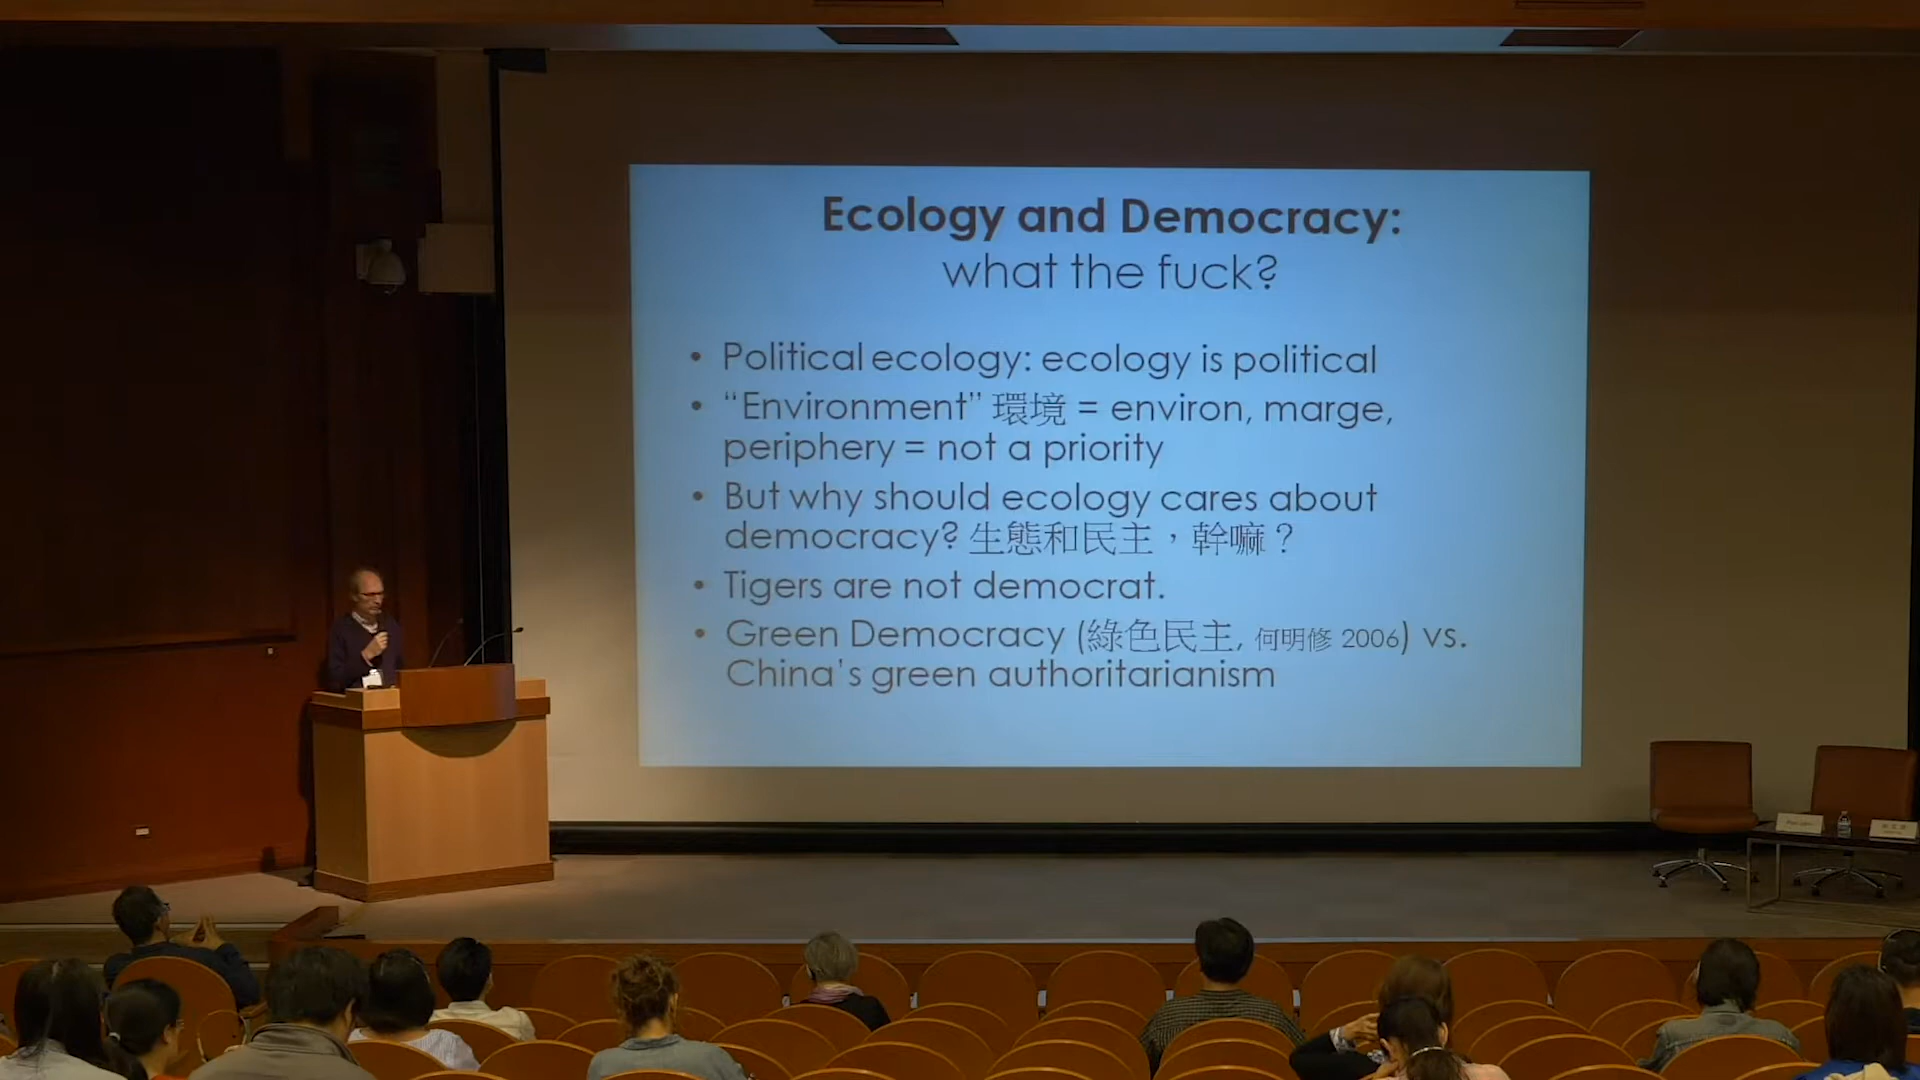 Ecology and Democracy:
what the fuck?
• Political ecology: ecology is political
• “Environment” 環境 = environ, marge,
periphery = not a priority
• But why should ecology cares about
democracy? 生態和民主，幹嘛？
• Tigers are not democrat.
• Green Democracy (綠色民主, 何明修 2006) vs.
China’s green authoritarianism